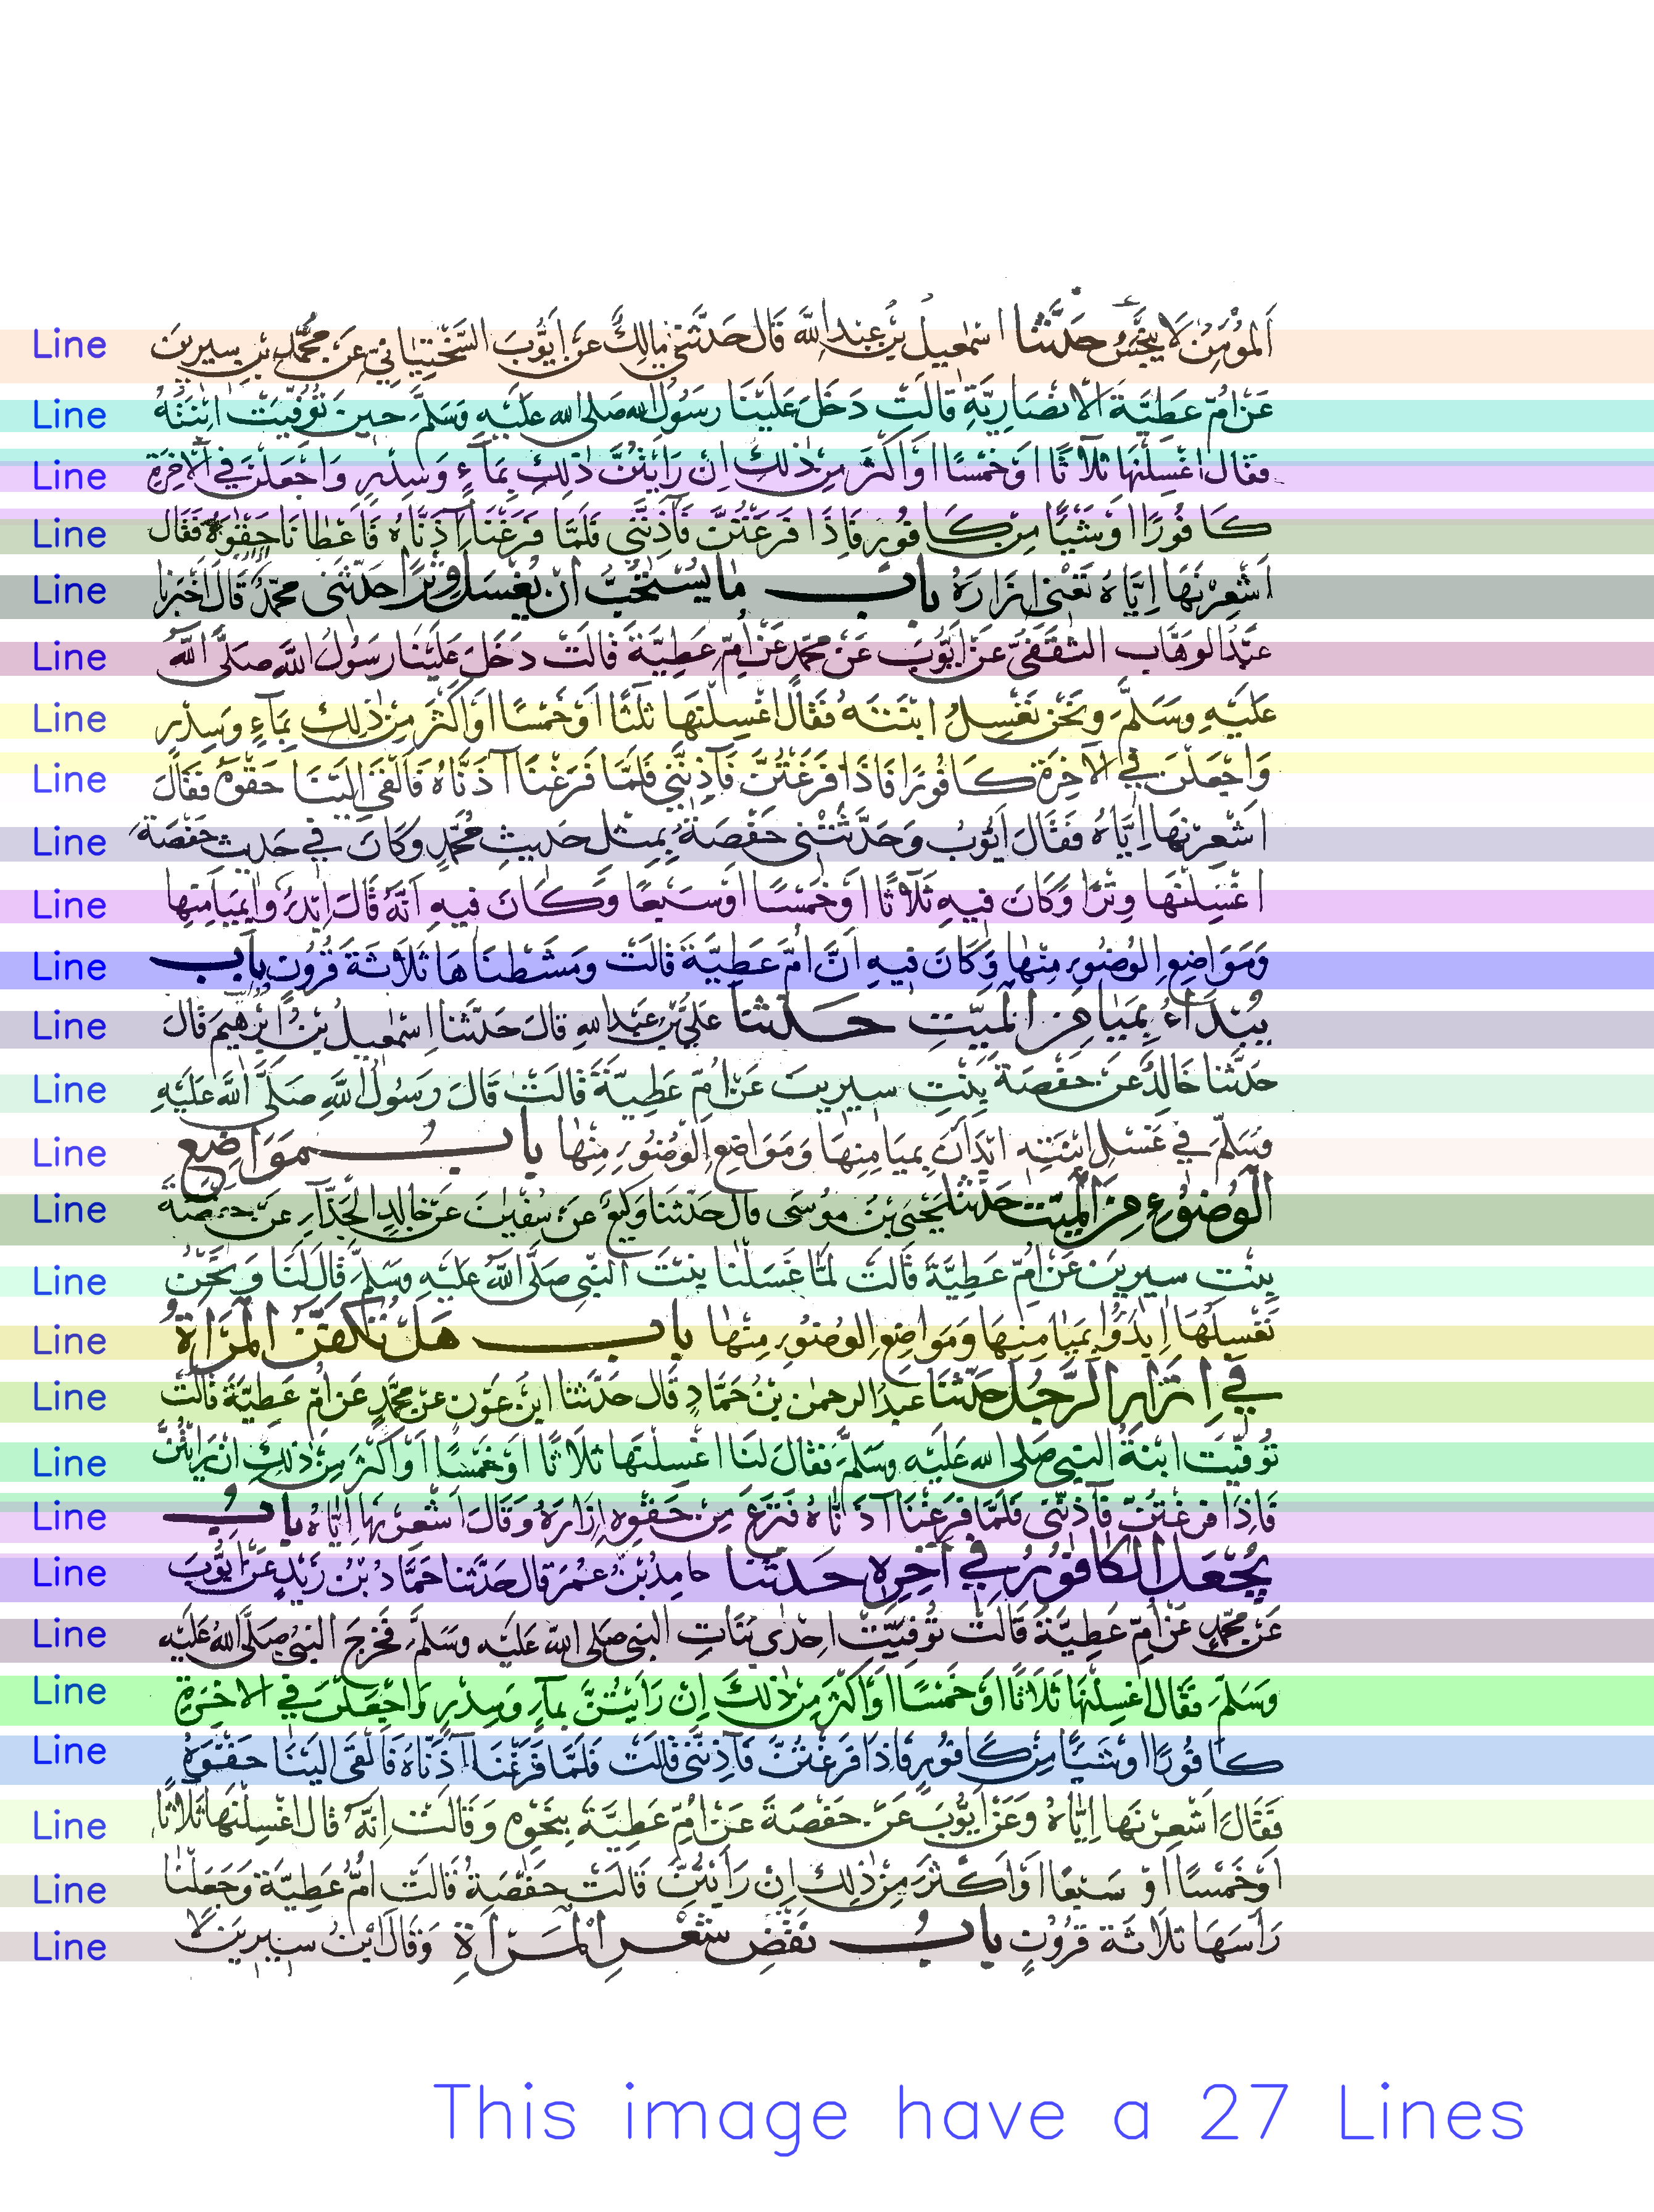 Line المؤمن لا ينجس حدثنا اسمعيل بن عبد الله قال حدثني مالك عن ايوب السختياني عن محمد بن سيرين
Line عن ام عطية الانصارية قالت دخل علينا رسول الله صلى الله عليه وسلم حين توفيت ابنته
Line فقال اغسلنها ثلاثا او خمسا او اكثر من ذلك ان رايتن ذلك بماء وسدر واجعلن في الآخرة
Line كافورا او شيئا من كافور فاذا فرغتن فآذنني فلما فرغنا آذناه فاعطانا حقوه فقال
Line اشعرنها اياه تعني ازاره باب ما يستحب ان يغسل وترا حدثني محمد قال اخبرنا
Line عبد الوهاب الثقفي عن ايوب عن محمد عن ام عطية قالت دخل علينا رسول الله صلى الله
Line عليه وسلم ونحن نغسل ابنته فقال اغسلنها ثلثا او خمسا او اكثر من ذلك بماء وسدر
Line واجعلن في الآخرة كافورا فاذا فرغتن فآذنني فلما فرغنا آذناه فالقى الينا حقوه فقال
Line اشعرنها اياه فقال ايوب وحدثتني حفصة بمثل حديث محمد وكان في حديث حفصة
Line اغسلنها وترا وكان فيه ثلاثا او خمسا او سبعا وكان فيه انه قال ابدؤا بميامنها
Line ومواضع الوضوء منها وكان فيه ان ام عطية قالت ومشطناها ثلاثة قرون باب
Line يبداء بميامن الميت حدثنا علي بن عبد الله قال حدثنا اسمعيل بن ابرهيم قال
Line حدثنا خالد عن حفصة بنت سيرين عن ام عطية قالت قال رسول الله صلى الله عليه
Line وسلم في غسل ابنته ابدأن بميامنها ومواضع الوضوء منها باب مواضع
Line الوضوء من الميت حدثنا يحيى بن موسى قال حدثنا وكيع عن سفين عن خالد الحذآء عن حفصة
Line بنت سيرين عن ام عطية قالت لما غسلنا بنت النبي صلى الله عليه وسلم قال لنا ونحن
Line نغسلها ابدؤا بميامنها ومواضع الوضوء منها باب هل تكفن المرأة
Line في ازار الرجل حدثنا عبد الرحمن بن حماد قال حدثنا ابن عون عن محمد عن ام عطية قالت
Line توفيت ابنة النبي صلى الله عليه وسلم فقال لنا اغسلنها ثلاثا او خمسا او اكثر من ذلك ان رايتن
Line فاذا فرغتن فآذنني فلما فرغنا آذناه فنزع من حقوه ازاره وقال اشعرنها اياه باب
Line يجعل الكافور في آخره حدثنا حامد بن عمر قال حدثنا حماد بن زيد عن ايوب
Line عن محمد عن ام عطية قالت توفيت احدى بنات النبي صلى الله عليه وسلم فخرج النبي صلى الله عليه
Line وسلم فقال اغسلنها ثلاثا او خمسا او اكثر من ذلك ان رايتن بماء وسدر واجعلن في الآخرة
Line كافورا او شيئا من كافور فاذا فرغتن فآذنني قالت فلما فرغنا آذناه فالقى الينا حقوه
Line فقال اشعرنها اياه وعن ايوب عن حفصة عن ام عطية بنحوه وقالت انه قال اغسلنها ثلاثا
Line او خمسا او سبعا او اكثر من ذلك ان رايتن قالت حفصة قالت ام عطية وجعلنا
Line راسها ثلاثة قرون باب نقض شعر المرأة وقال ابن سيرين لا
This image have a 27 Lines